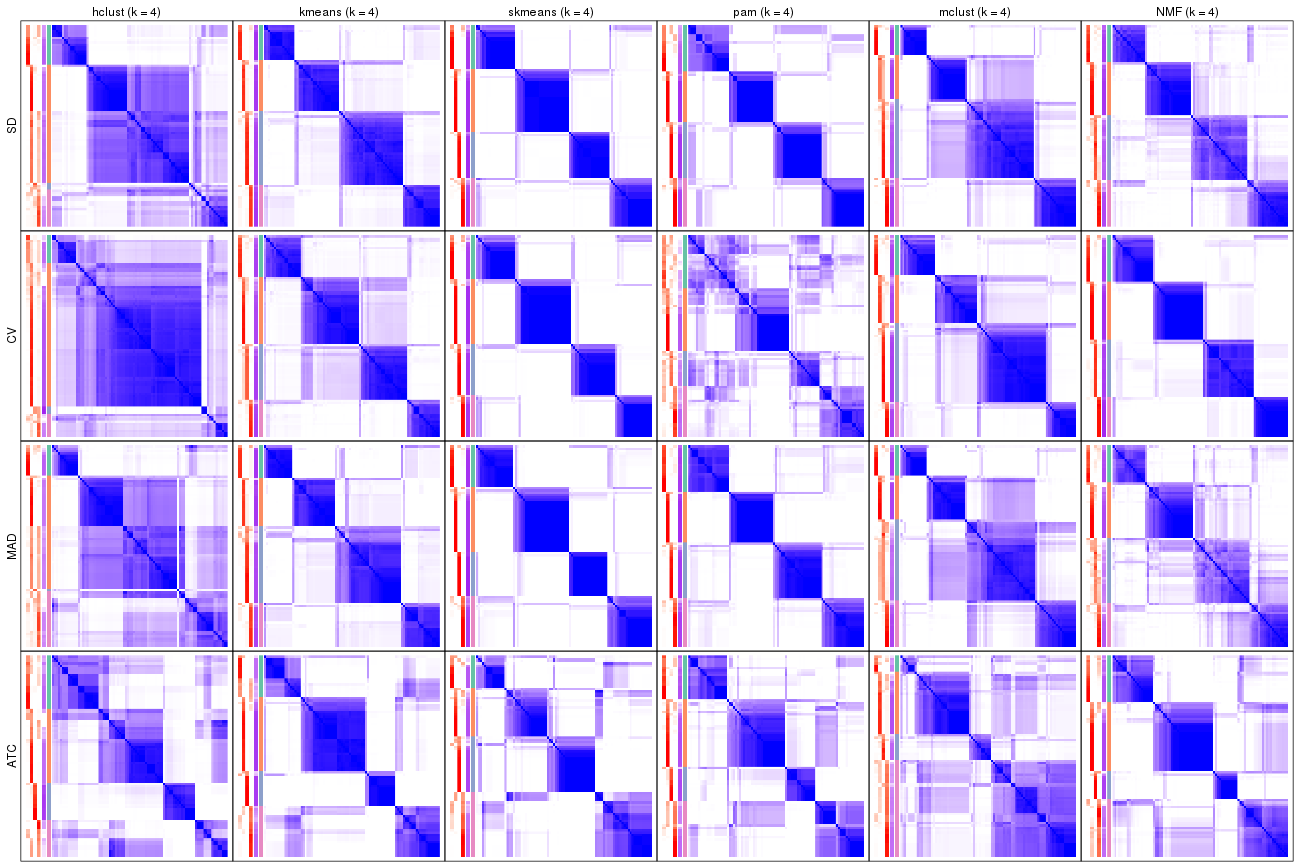 hclust (k = 4) kmeans (k = 4) skmeans (k = 4) pam (k = 4) mclust (k = 4) NMF (k = 4)
SD
CV
MAD
ATC